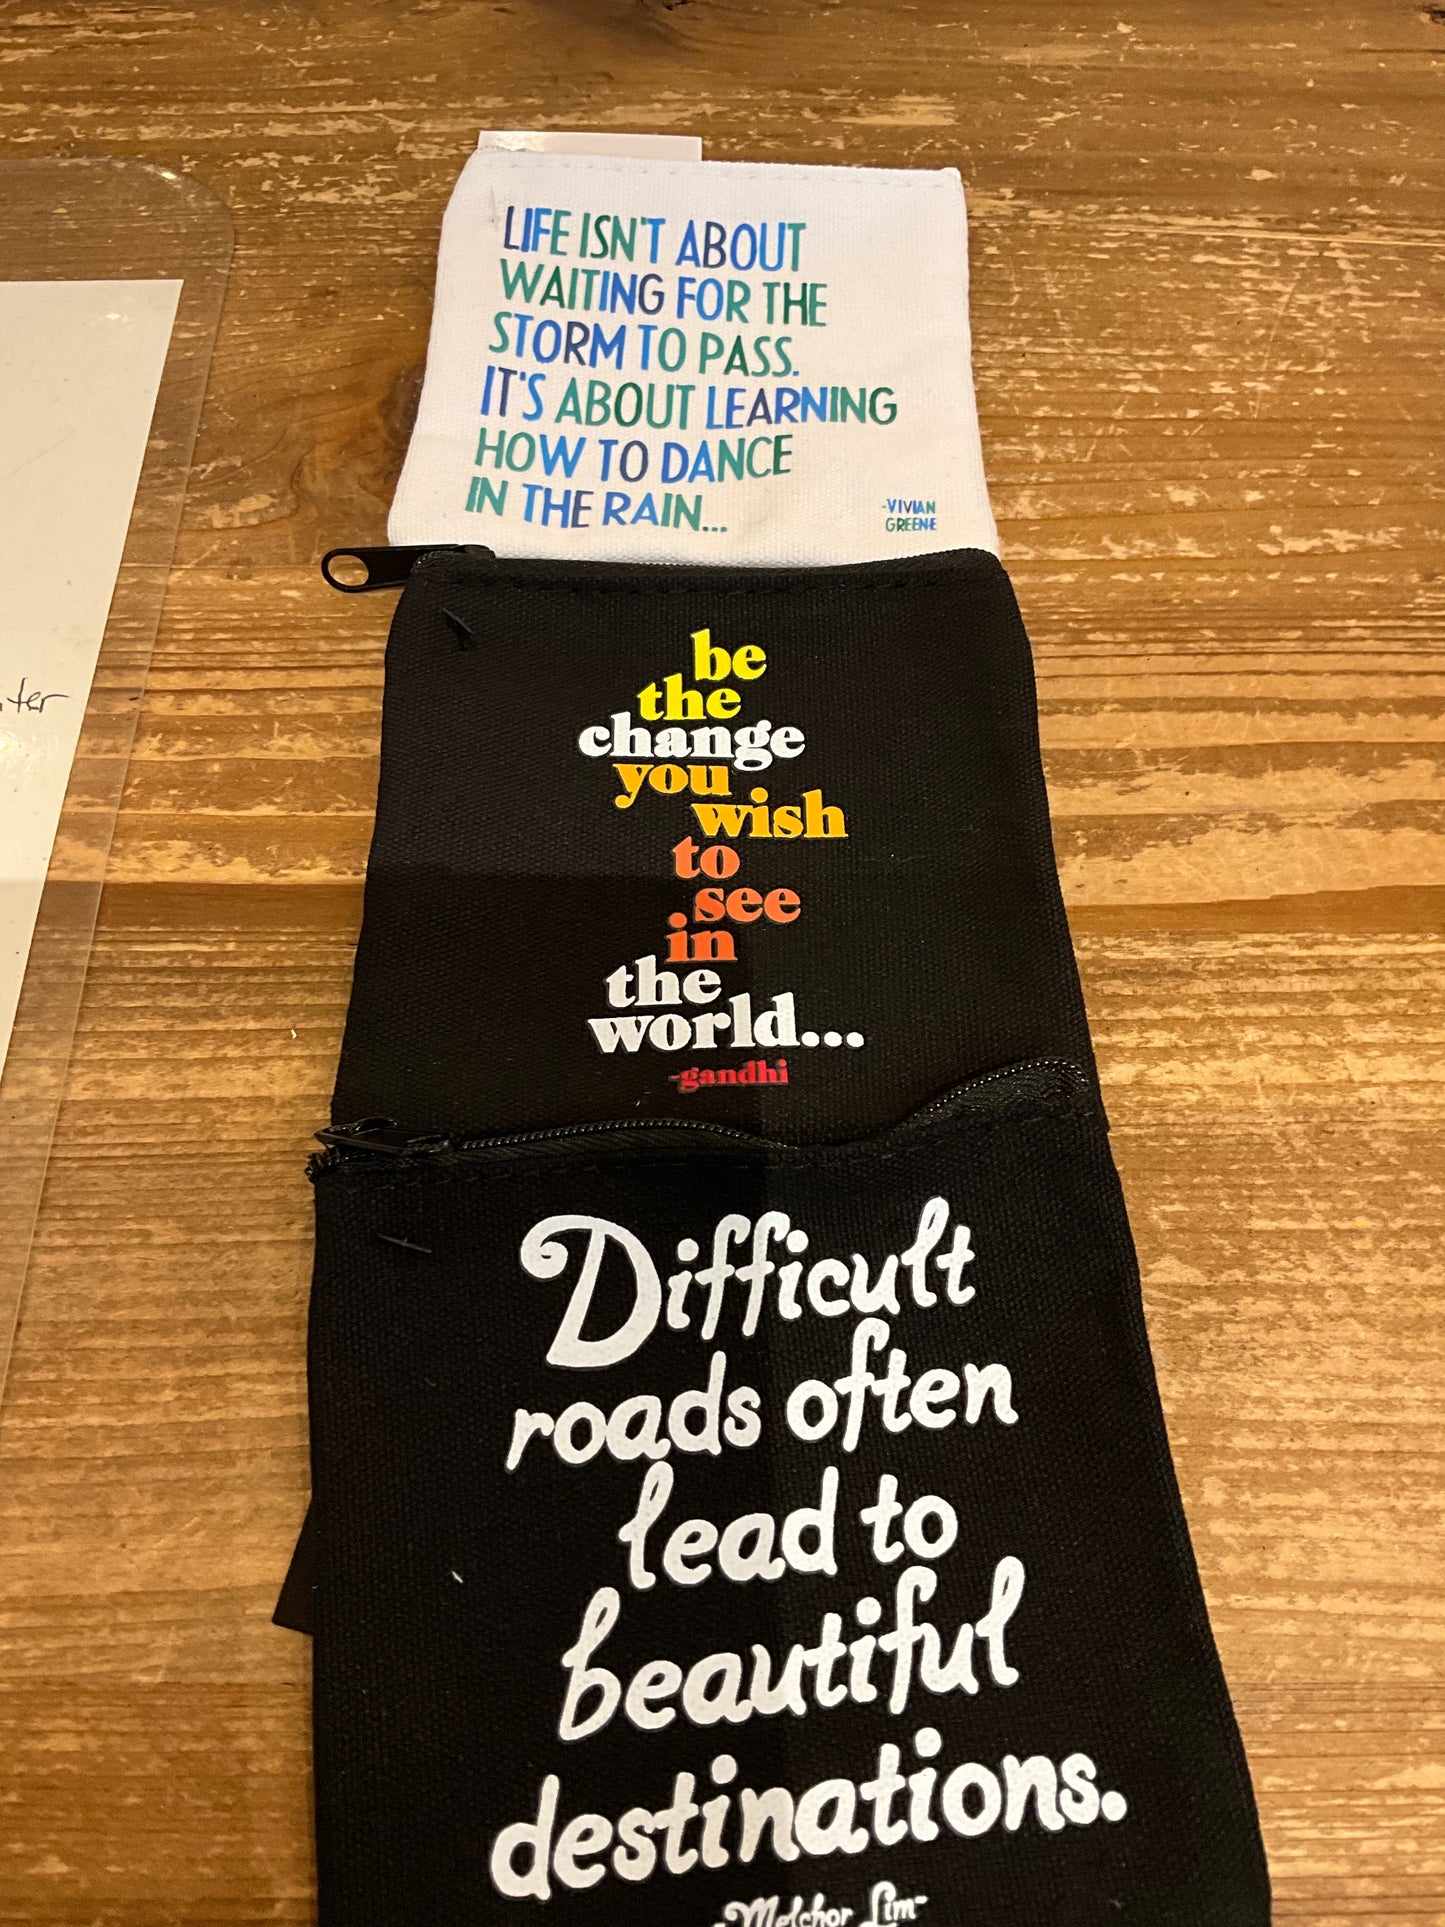 LIFE ISN'T ABOUT
WAITING FOR THE
STORM TO PASS.
IT'S ABOUT LEARNING
HOW TO DANCE
IN THE RAIN...
-VIVIAN
GREENE
be
the
change
you
wish
to
see
in
the
world...
-gandhi
Difficult
roads often
lead to
beautiful
destinations.
-Melchor Lim-